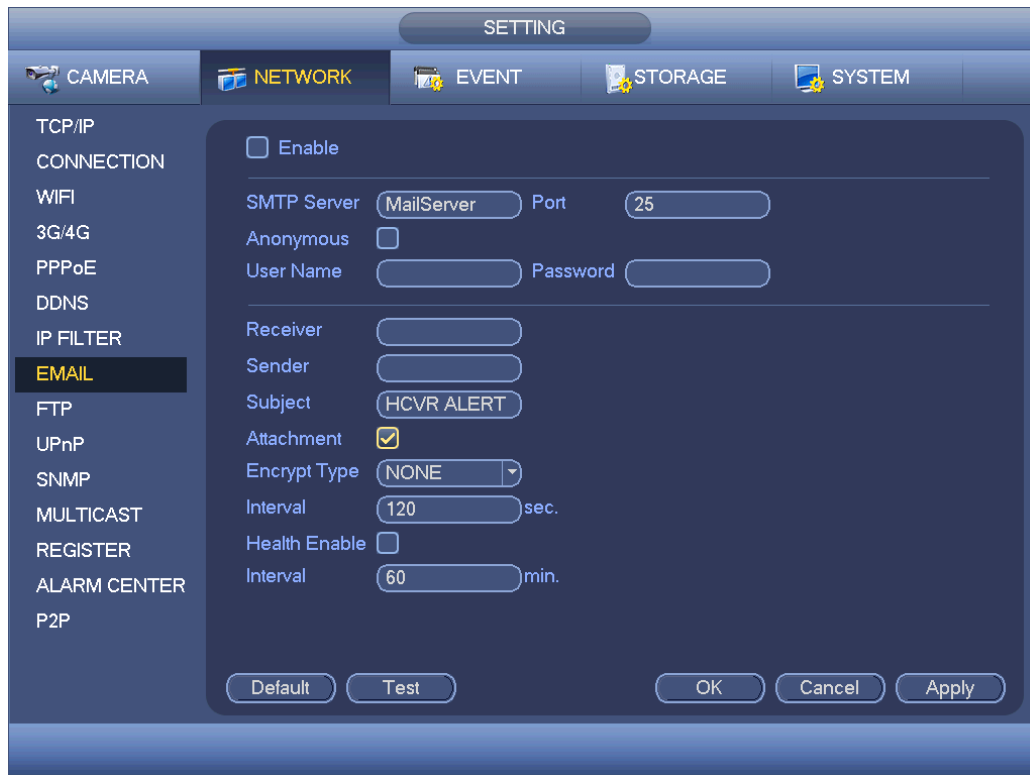 SETTING
CAMERA NETWORK EVENT STORAGE SYSTEM
TCP/IP
CONNECTION
WIFI
3G/4G
PPPoE
DDNS
IP FILTER
EMAIL
FTP
UPnP
SNMP
MULTICAST
REGISTER
ALARM CENTER
P2P
Enable
SMTP Server MailServer Port 25
Anonymous
User Name Password
Receiver
Sender
Subject HCVR ALERT
Attachment
Encrypt Type NONE
Interval 120 sec.
Health Enable
Interval 60 min.
Default Test OK Cancel Apply